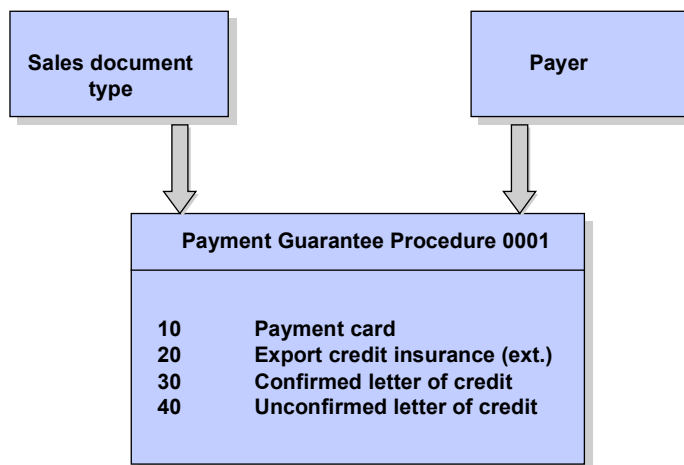 Sales document
type
Payer
Payment Guarantee Procedure 0001
10 Payment card
20 Export credit insurance (ext.)
30 Confirmed letter of credit
40 Unconfirmed letter of credit